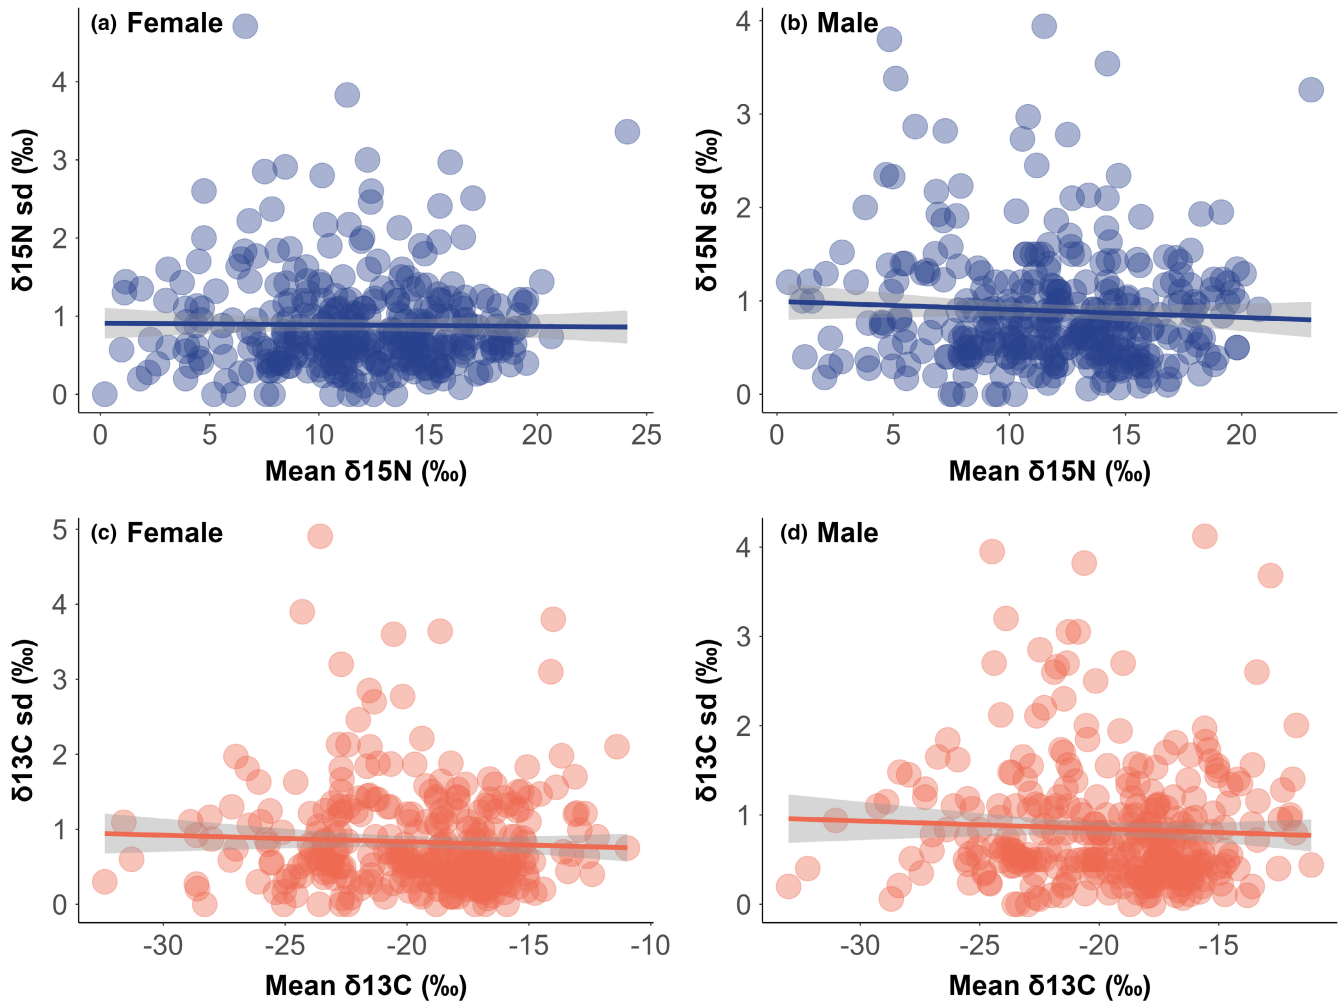 (a) Female
δ15N sd (‰)
4
3
2
1
0
0 5 10 15 20 25
Mean δ15N (‰)
(b) Male
δ15N sd (‰)
4
3
2
1
0
0 5 10 15 20
Mean δ15N (‰)
(c) Female
δ13C sd (‰)
5
4
3
2
1
0
-30 -25 -20 -15 -10
Mean δ13C (‰)
(d) Male
δ13C sd (‰)
4
3
2
1
0
-30 -25 -20 -15
Mean δ13C (‰)